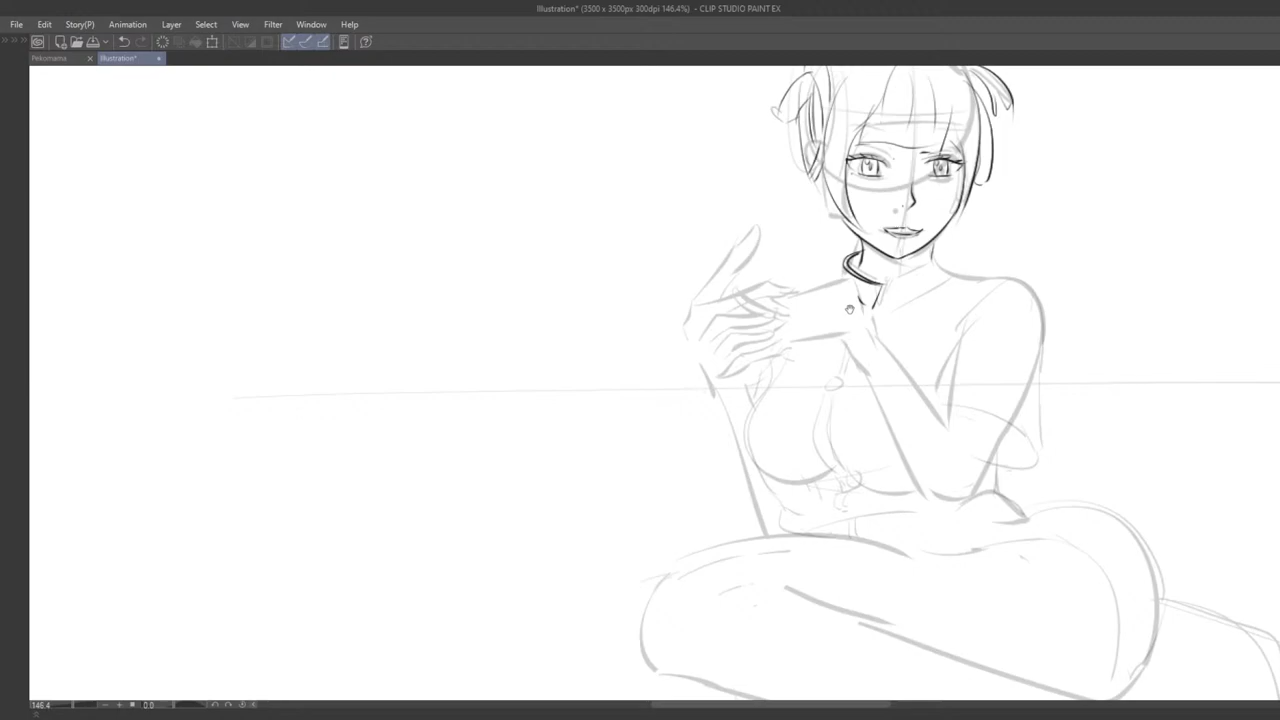 Illustration* (3500 x 3500px 300dpi 146.4%) - CLIP STUDIO PAINT EX
File Edit Story(P) Animation Layer Select View Filter Window Help
Pekomama Illustration*
146.4 0.0